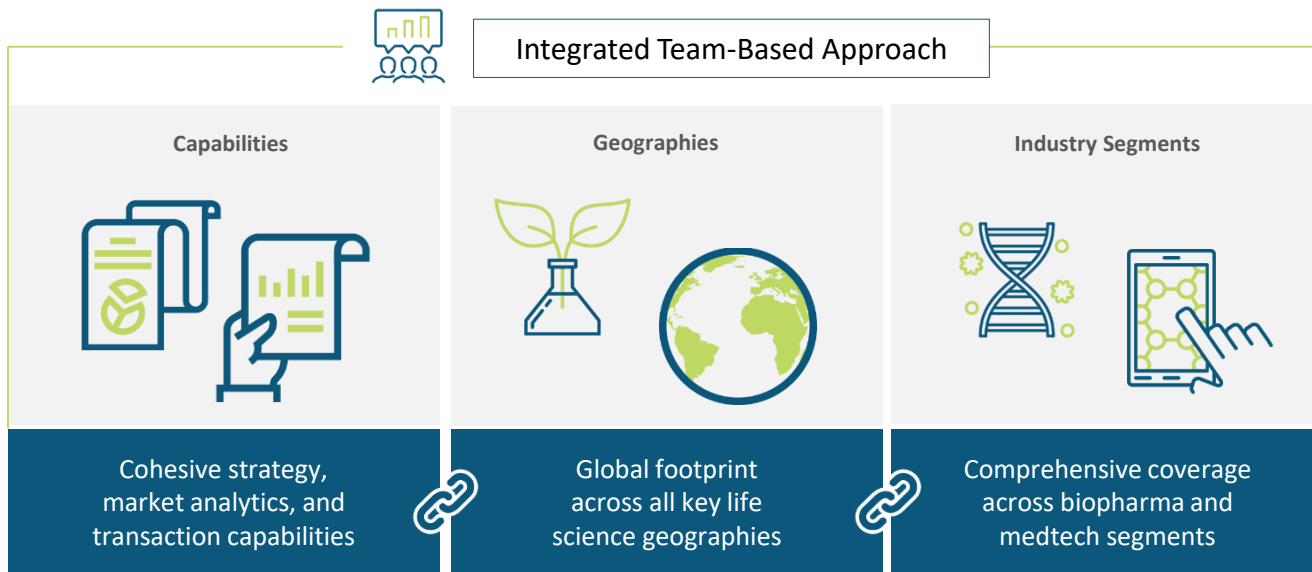 Integrated Team-Based Approach
Capabilities
Geographies
Industry Segments
Cohesive strategy,
market analytics, and
transaction capabilities
Global footprint
across all key life
science geographies
Comprehensive coverage
across biopharma and
medtech segments